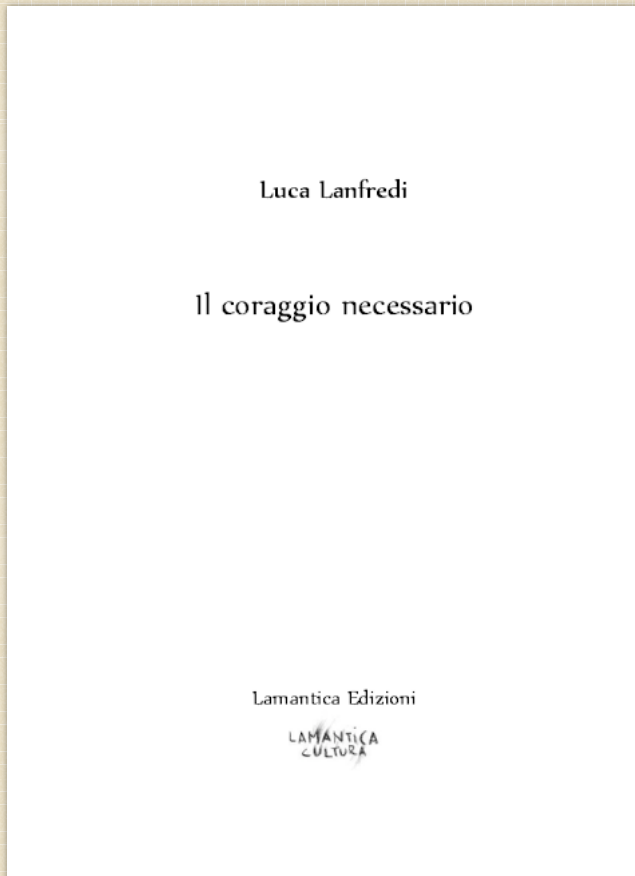 Luca Lanfredi
Il coraggio necessario
Lamantica Edizioni
LAMANTICA
CULTURA